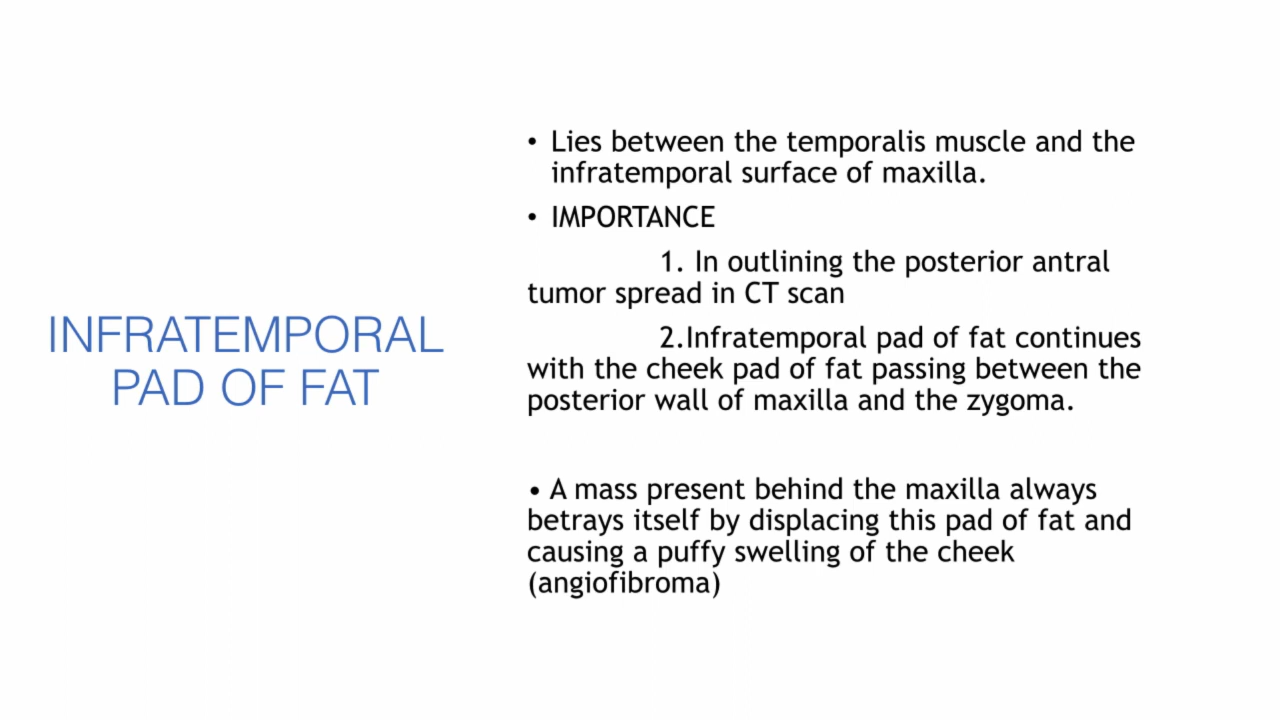 INFRATEMPORAL
PAD OF FAT
• Lies between the temporalis muscle and the
infratemporal surface of maxilla.
• IMPORTANCE
1. In outlining the posterior antral
tumor spread in CT scan
2.Infratemporal pad of fat continues
with the cheek pad of fat passing between the
posterior wall of maxilla and the zygoma.
• A mass present behind the maxilla always
betrays itself by displacing this pad of fat and
causing a puffy swelling of the cheek
(angiofibroma)